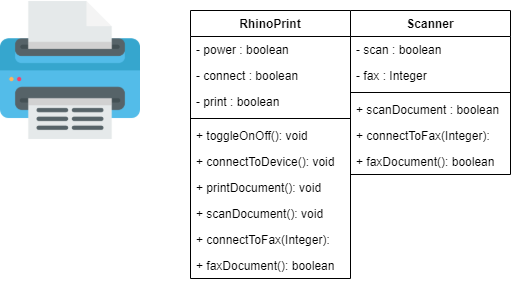 RhinoPrint
- power : boolean
- connect : boolean
- print : boolean
+ toggleOnOff(): void
+ connectToDevice(): void
+ printDocument(): void
+ scanDocument(): void
+ connectToFax(Integer):
+ faxDocument(): boolean
Scanner
- scan : boolean
- fax : Integer
+ scanDocument : boolean
+ connectToFax(Integer):
+ faxDocument(): boolean